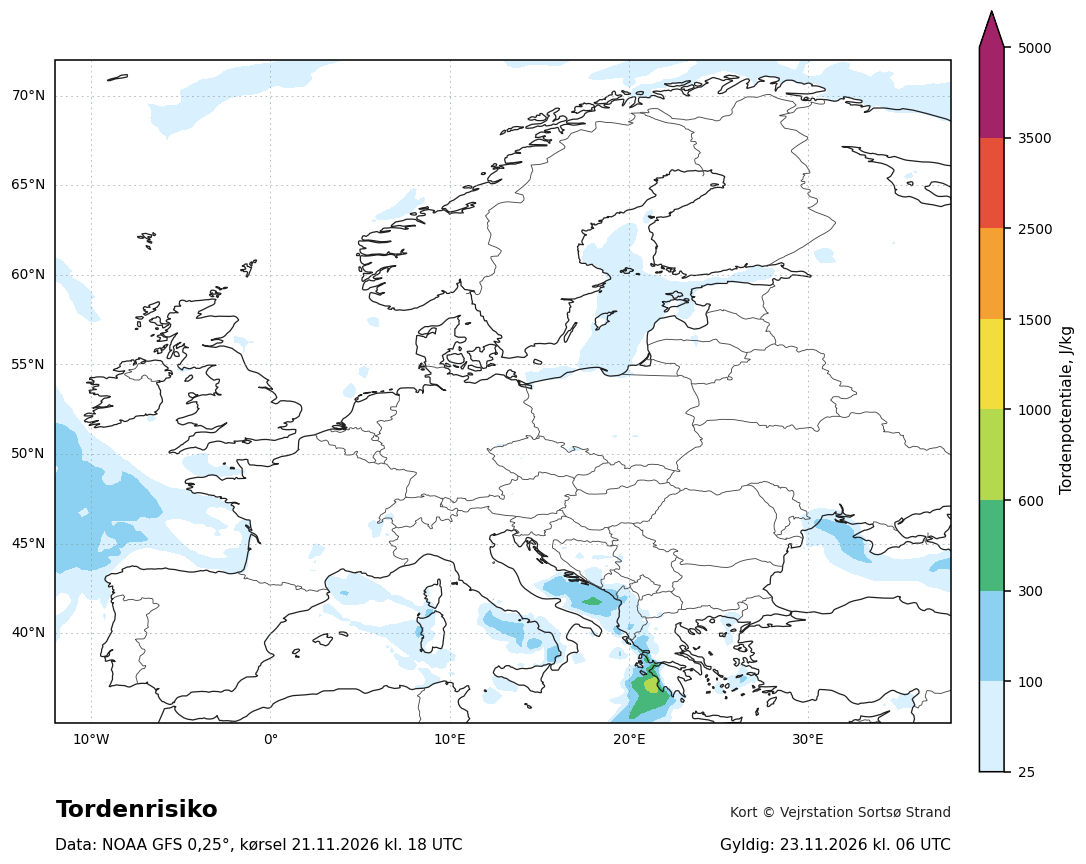 70°N
65°N
60°N
55°N
50°N
45°N
40°N
10°W
0°
10°E
20°E
30°E
5000
3500
2500
1500
1000
600
300
100
25
Tordenpotentiale, J/kg
Tordenrisiko
Kort © Vejrstation Sortsø Strand
Data: NOAA GFS 0,25°, kørsel 21.11.2026 kl. 18 UTC
Gyldig: 23.11.2026 kl. 06 UTC